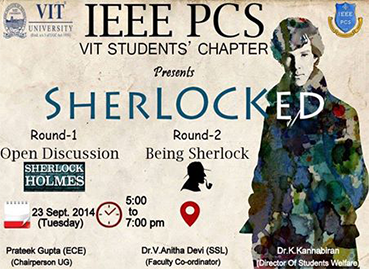 VIT
UNIVERSITY
IEEE PCS
VIT STUDENTS' CHAPTER
IEEE
PCS
Presents
SHERLOCKED
Round-1
Open Discussion
SHERLOCK
HOLMES
Round-2
Being Sherlock
23 Sept. 2014
(Tuesday)
5:00
to
7:00 pm
Prateek Gupta (ECE)
(Chairperson UG)
Dr.V.Anitha Devi (SSL)
(Faculty Co-ordinator)
Dr.K.Kannabiran
(Director Of Students Welfare)